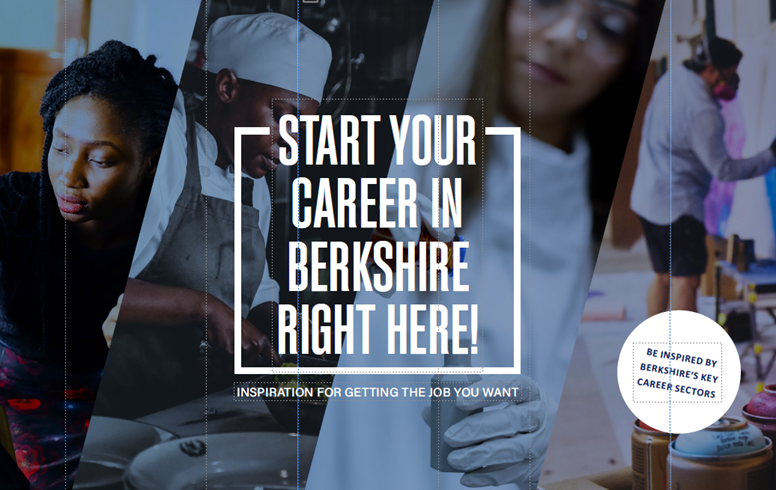 START YOUR
CAREER IN
BERKSHIRE
RIGHT HERE!
INSPIRATION FOR GETTING THE JOB YOU WANT
BE INSPIRED BY
BERKSHIRE'S KEY
CAREER SECTORS